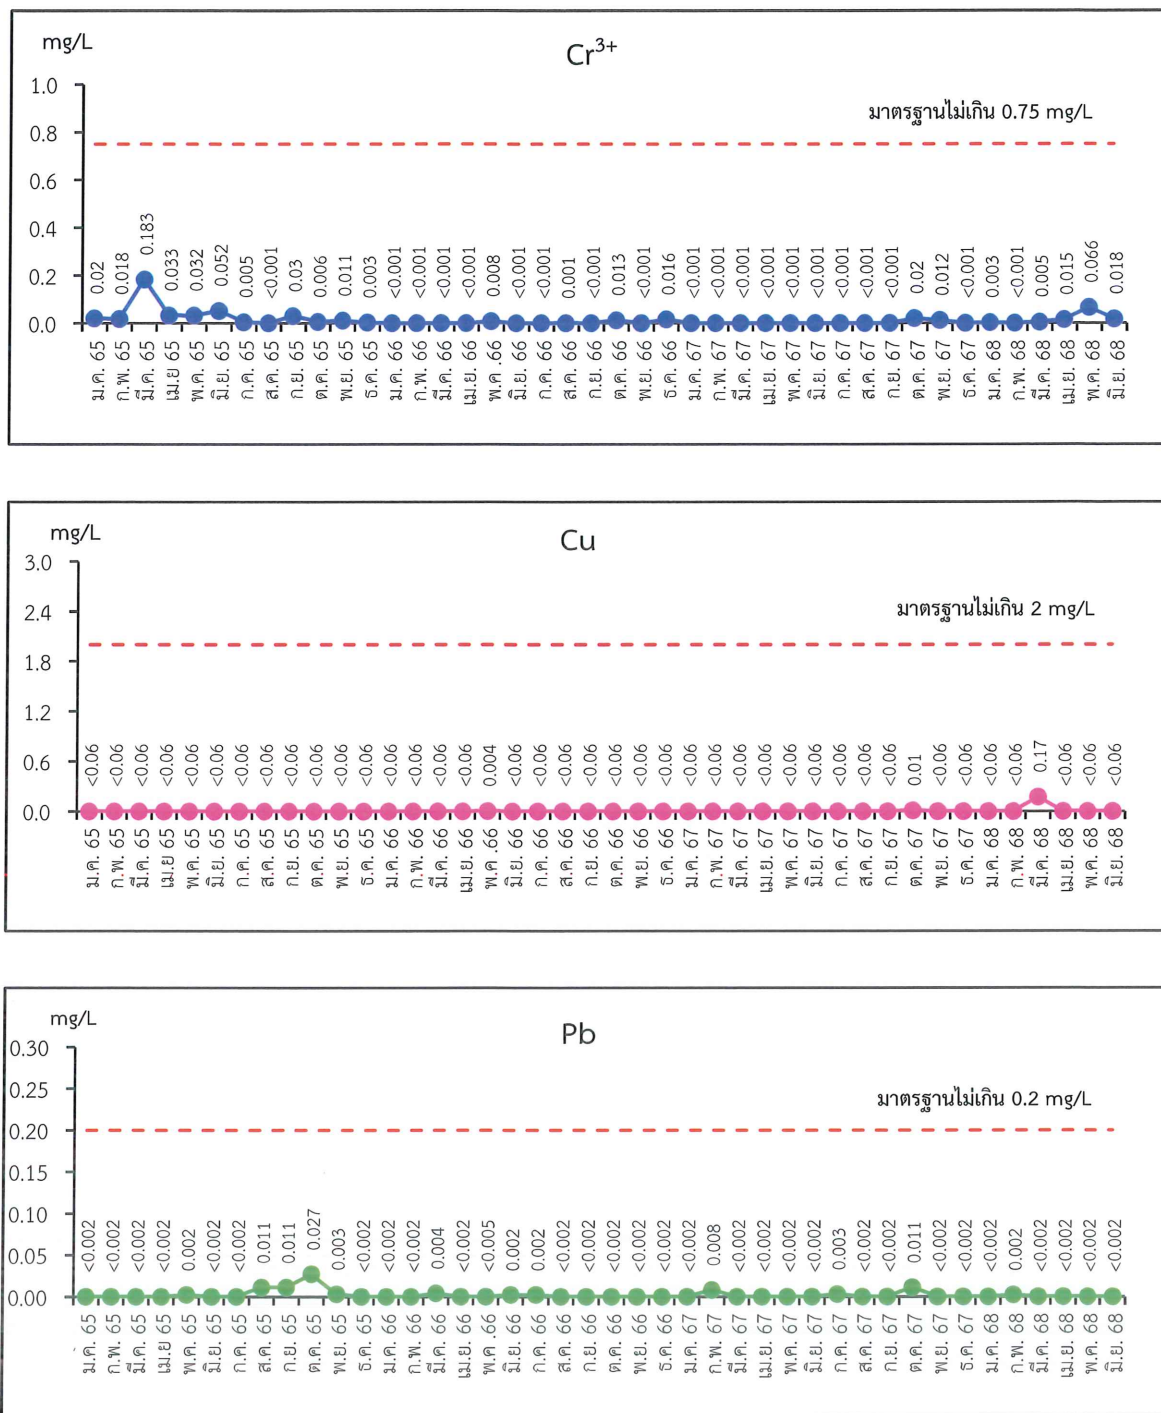 mg/L
Cr³⁺
1.0
0.8
0.6
0.4
0.2
0.0
มาตรฐานไม่เกิน 0.75 mg/L
0.02 0.018 0.183 0.033 0.032 0.052 0.005 <0.001 0.03 0.006 0.011 0.003 <0.001 <0.001 <0.001 <0.001 0.008 <0.001 <0.001 0.001 <0.001 0.013 <0.001 0.016 <0.001 <0.001 <0.001 <0.001 <0.001 <0.001 <0.001 <0.001 <0.001 0.02 0.012 <0.001 0.003 <0.001 0.005 0.015 0.066 0.018
ม.ค. 65 ก.พ. 65 มี.ค. 65 เม.ย 65 พ.ค. 65 มิ.ย. 65 ก.ค. 65 ส.ค. 65 ก.ย. 65 ต.ค. 65 พ.ย. 65 ธ.ค. 65 ม.ค. 66 ก.พ. 66 มี.ค. 66 เม.ย. 66 พ.ค .66 มิ.ย. 66 ก.ค. 66 ส.ค. 66 ก.ย. 66 ต.ค. 66 พ.ย. 66 ธ.ค. 66 ม.ค. 67 ก.พ. 67 มี.ค. 67 เม.ย. 67 พ.ค. 67 มิ.ย. 67 ก.ค. 67 ส.ค. 67 ก.ย. 67 ต.ค. 67 พ.ย. 67 ธ.ค. 67 ม.ค. 68 ก.พ. 68 มี.ค. 68 เม.ย. 68 พ.ค. 68 มิ.ย. 68
mg/L
Cu
3.0
2.4
1.8
1.2
0.6
0.0
มาตรฐานไม่เกิน 2 mg/L
<0.06 <0.06 <0.06 <0.06 <0.06 <0.06 <0.06 <0.06 <0.06 <0.06 <0.06 <0.06 <0.06 <0.06 <0.06 <0.06 0.004 <0.06 <0.06 <0.06 <0.06 <0.06 <0.06 <0.06 <0.06 <0.06 <0.06 <0.06 <0.06 <0.06 <0.06 <0.06 <0.06 0.01 <0.06 <0.06 <0.06 <0.06 0.17 <0.06 <0.06 <0.06
ม.ค. 65 ก.พ. 65 มี.ค. 65 เม.ย 65 พ.ค. 65 มิ.ย. 65 ก.ค. 65 ส.ค. 65 ก.ย. 65 ต.ค. 65 พ.ย. 65 ธ.ค. 65 ม.ค. 66 ก.พ. 66 มี.ค. 66 เม.ย. 66 พ.ค .66 มิ.ย. 66 ก.ค. 66 ส.ค. 66 ก.ย. 66 ต.ค. 66 พ.ย. 66 ธ.ค. 66 ม.ค. 67 ก.พ. 67 มี.ค. 67 เม.ย. 67 พ.ค. 67 มิ.ย. 67 ก.ค. 67 ส.ค. 67 ก.ย. 67 ต.ค. 67 พ.ย. 67 ธ.ค. 67 ม.ค. 68 ก.พ. 68 มี.ค. 68 เม.ย. 68 พ.ค. 68 มิ.ย. 68
mg/L
Pb
0.30
0.25
0.20
0.15
0.10
0.05
0.00
มาตรฐานไม่เกิน 0.2 mg/L
<0.002 <0.002 <0.002 <0.002 0.002 <0.002 <0.002 0.011 0.011 0.027 0.003 <0.002 <0.002 <0.002 0.004 <0.002 <0.005 0.002 0.002 <0.002 <0.002 <0.002 <0.002 <0.002 <0.002 0.008 <0.002 <0.002 <0.002 <0.002 0.003 <0.002 <0.002 0.011 <0.002 <0.002 <0.002 0.002 <0.002 <0.002 <0.002 <0.002
ม.ค. 65 ก.พ. 65 มี.ค. 65 เม.ย 65 พ.ค. 65 มิ.ย. 65 ก.ค. 65 ส.ค. 65 ก.ย. 65 ต.ค. 65 พ.ย. 65 ธ.ค. 65 ม.ค. 66 ก.พ. 66 มี.ค. 66 เม.ย. 66 พ.ค .66 มิ.ย. 66 ก.ค. 66 ส.ค. 66 ก.ย. 66 ต.ค. 66 พ.ย. 66 ธ.ค. 66 ม.ค. 67 ก.พ. 67 มี.ค. 67 เม.ย. 67 พ.ค. 67 มิ.ย. 67 ก.ค. 67 ส.ค. 67 ก.ย. 67 ต.ค. 67 พ.ย. 67 ธ.ค. 67 ม.ค. 68 ก.พ. 68 มี.ค. 68 เม.ย. 68 พ.ค. 68 มิ.ย. 68